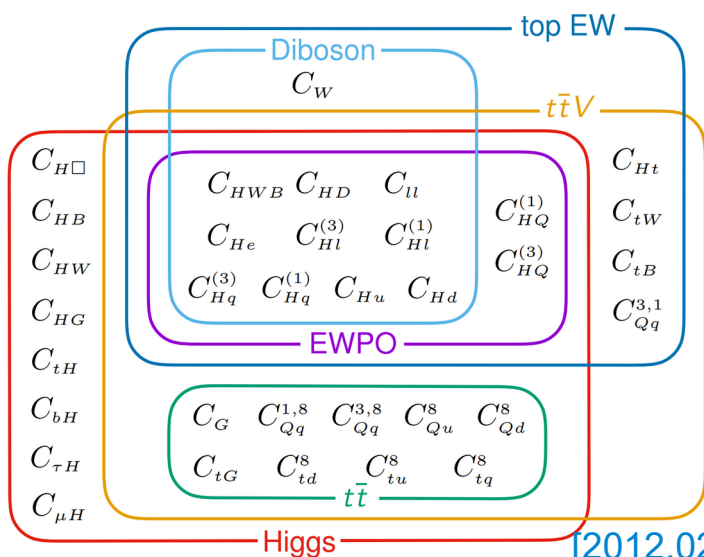 top EW
Diboson
C_W
tt̄V
C_{H□}
C_{HB}
C_{HW}
C_{HG}
C_{tH}
C_{bH}
C_{τH}
C_{μH}
C_{HWB} C_{HD} C_{ll}
C_{He} C_{Hl}^{(3)} C_{Hl}^{(1)}
C_{Hq}^{(3)} C_{Hq}^{(1)} C_{Hu} C_{Hd}
C_{HQ}^{(1)}
C_{HQ}^{(3)}
EWPO
C_{Ht}
C_{tW}
C_{tB}
C_{Qq}^{3,1}
C_G C_{Qq}^{1,8} C_{Qq}^{3,8} C_{Qu}^{8} C_{Qd}^{8}
C_{tG} C_{td}^{8} C_{tu}^{8} C_{tq}^{8}
tt̄
Higgs
[2012.02